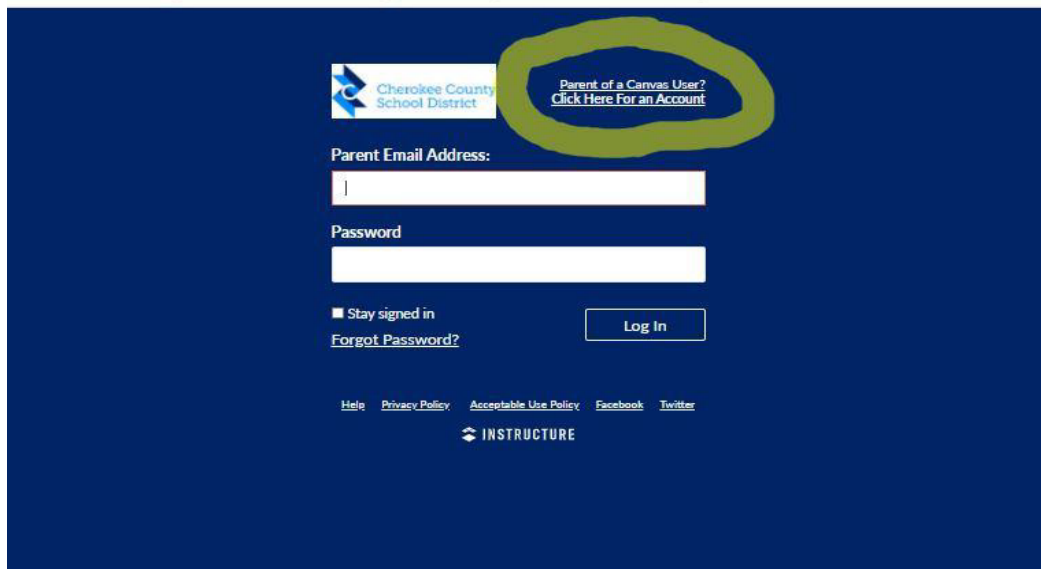 Cherokee County
School District
Parent of a Canvas User?
Click Here For an Account
Parent Email Address:
Password
Stay signed in
Log In
Forgot Password?
Help Privacy Policy Acceptable Use Policy Facebook Twitter
INSTRUCTURE